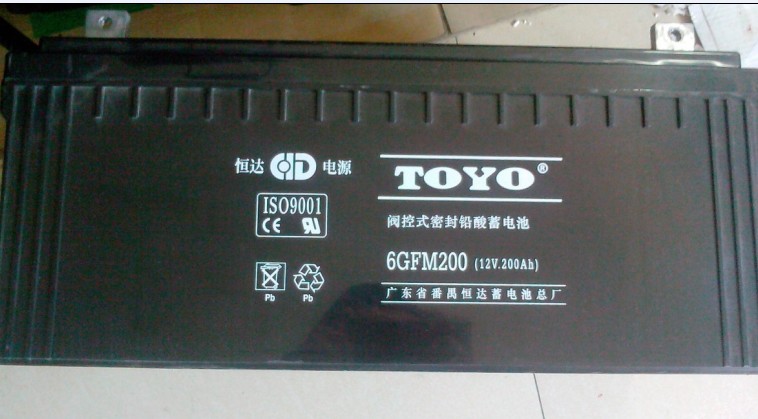 恒达 电源
ISO9001
CE
Pb
Pb
TOYO®
阀控式密封铅酸蓄电池
6GFM200 (12V.200Ah)
广东省番禺恒达蓄电池总厂